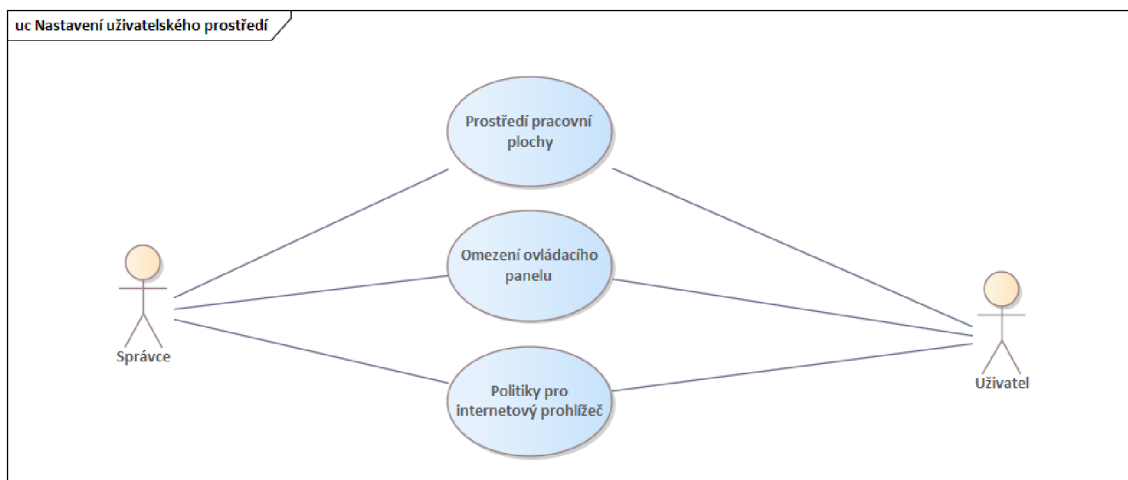 uc Nastavení uživatelského prostředí
Prostředí pracovní
plochy
Omezení ovládacího
panelu
Správce
Uživatel
Politiky pro
internetový prohlížeč